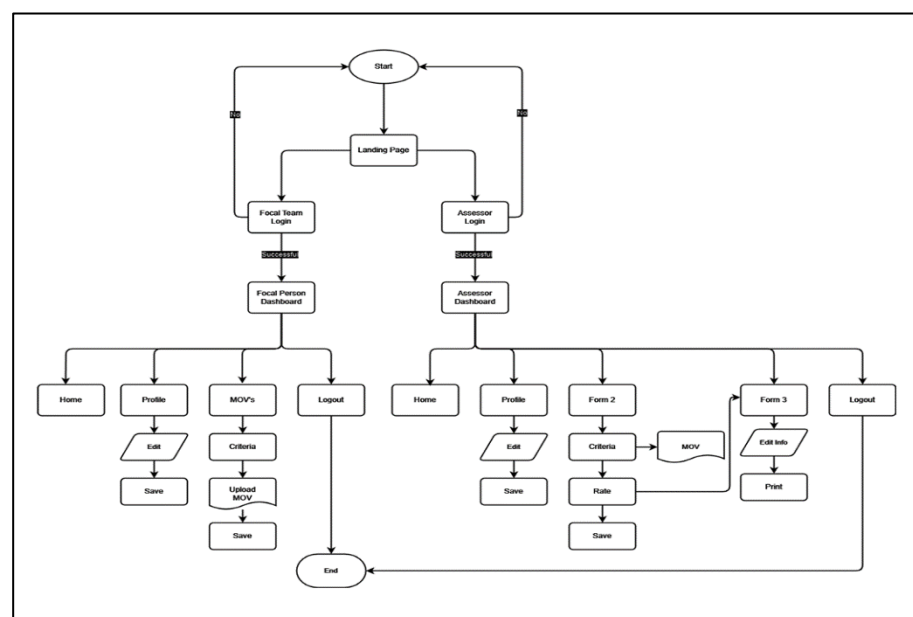 Start
No
No
Landing Page
Focal Team
Login
Assessor
Login
Successful
Successful
Focal Person
Dashboard
Assessor
Dashboard
Home
Profile
MOV's
Logout
Home
Profile
Form 2
Form 3
Logout
Edit
Criteria
Edit
Criteria
MOV
Edit Info
Save
Upload
MOV
Save
Rate
Print
Save
Save
End